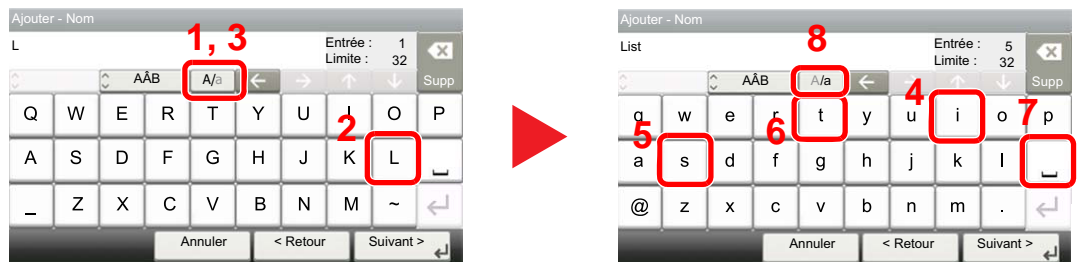 Ajouter - Nom
L
1, 3
Entrée : 1
Limite : 32
AÂB A/a ← → ↑ ↓ Supp
Q W E R T Y U I O P
2
A S D F G H J K L
_ Z X C V B N M ~
Annuler < Retour Suivant >
Ajouter - Nom
List
8
Entrée : 5
Limite : 32
AÂB A/a ← → ↑ ↓ Supp
4
7
q w e r t y u i o p
5
6
a s d f g h j k l
@ z x c v b n m .
Annuler < Retour Suivant >